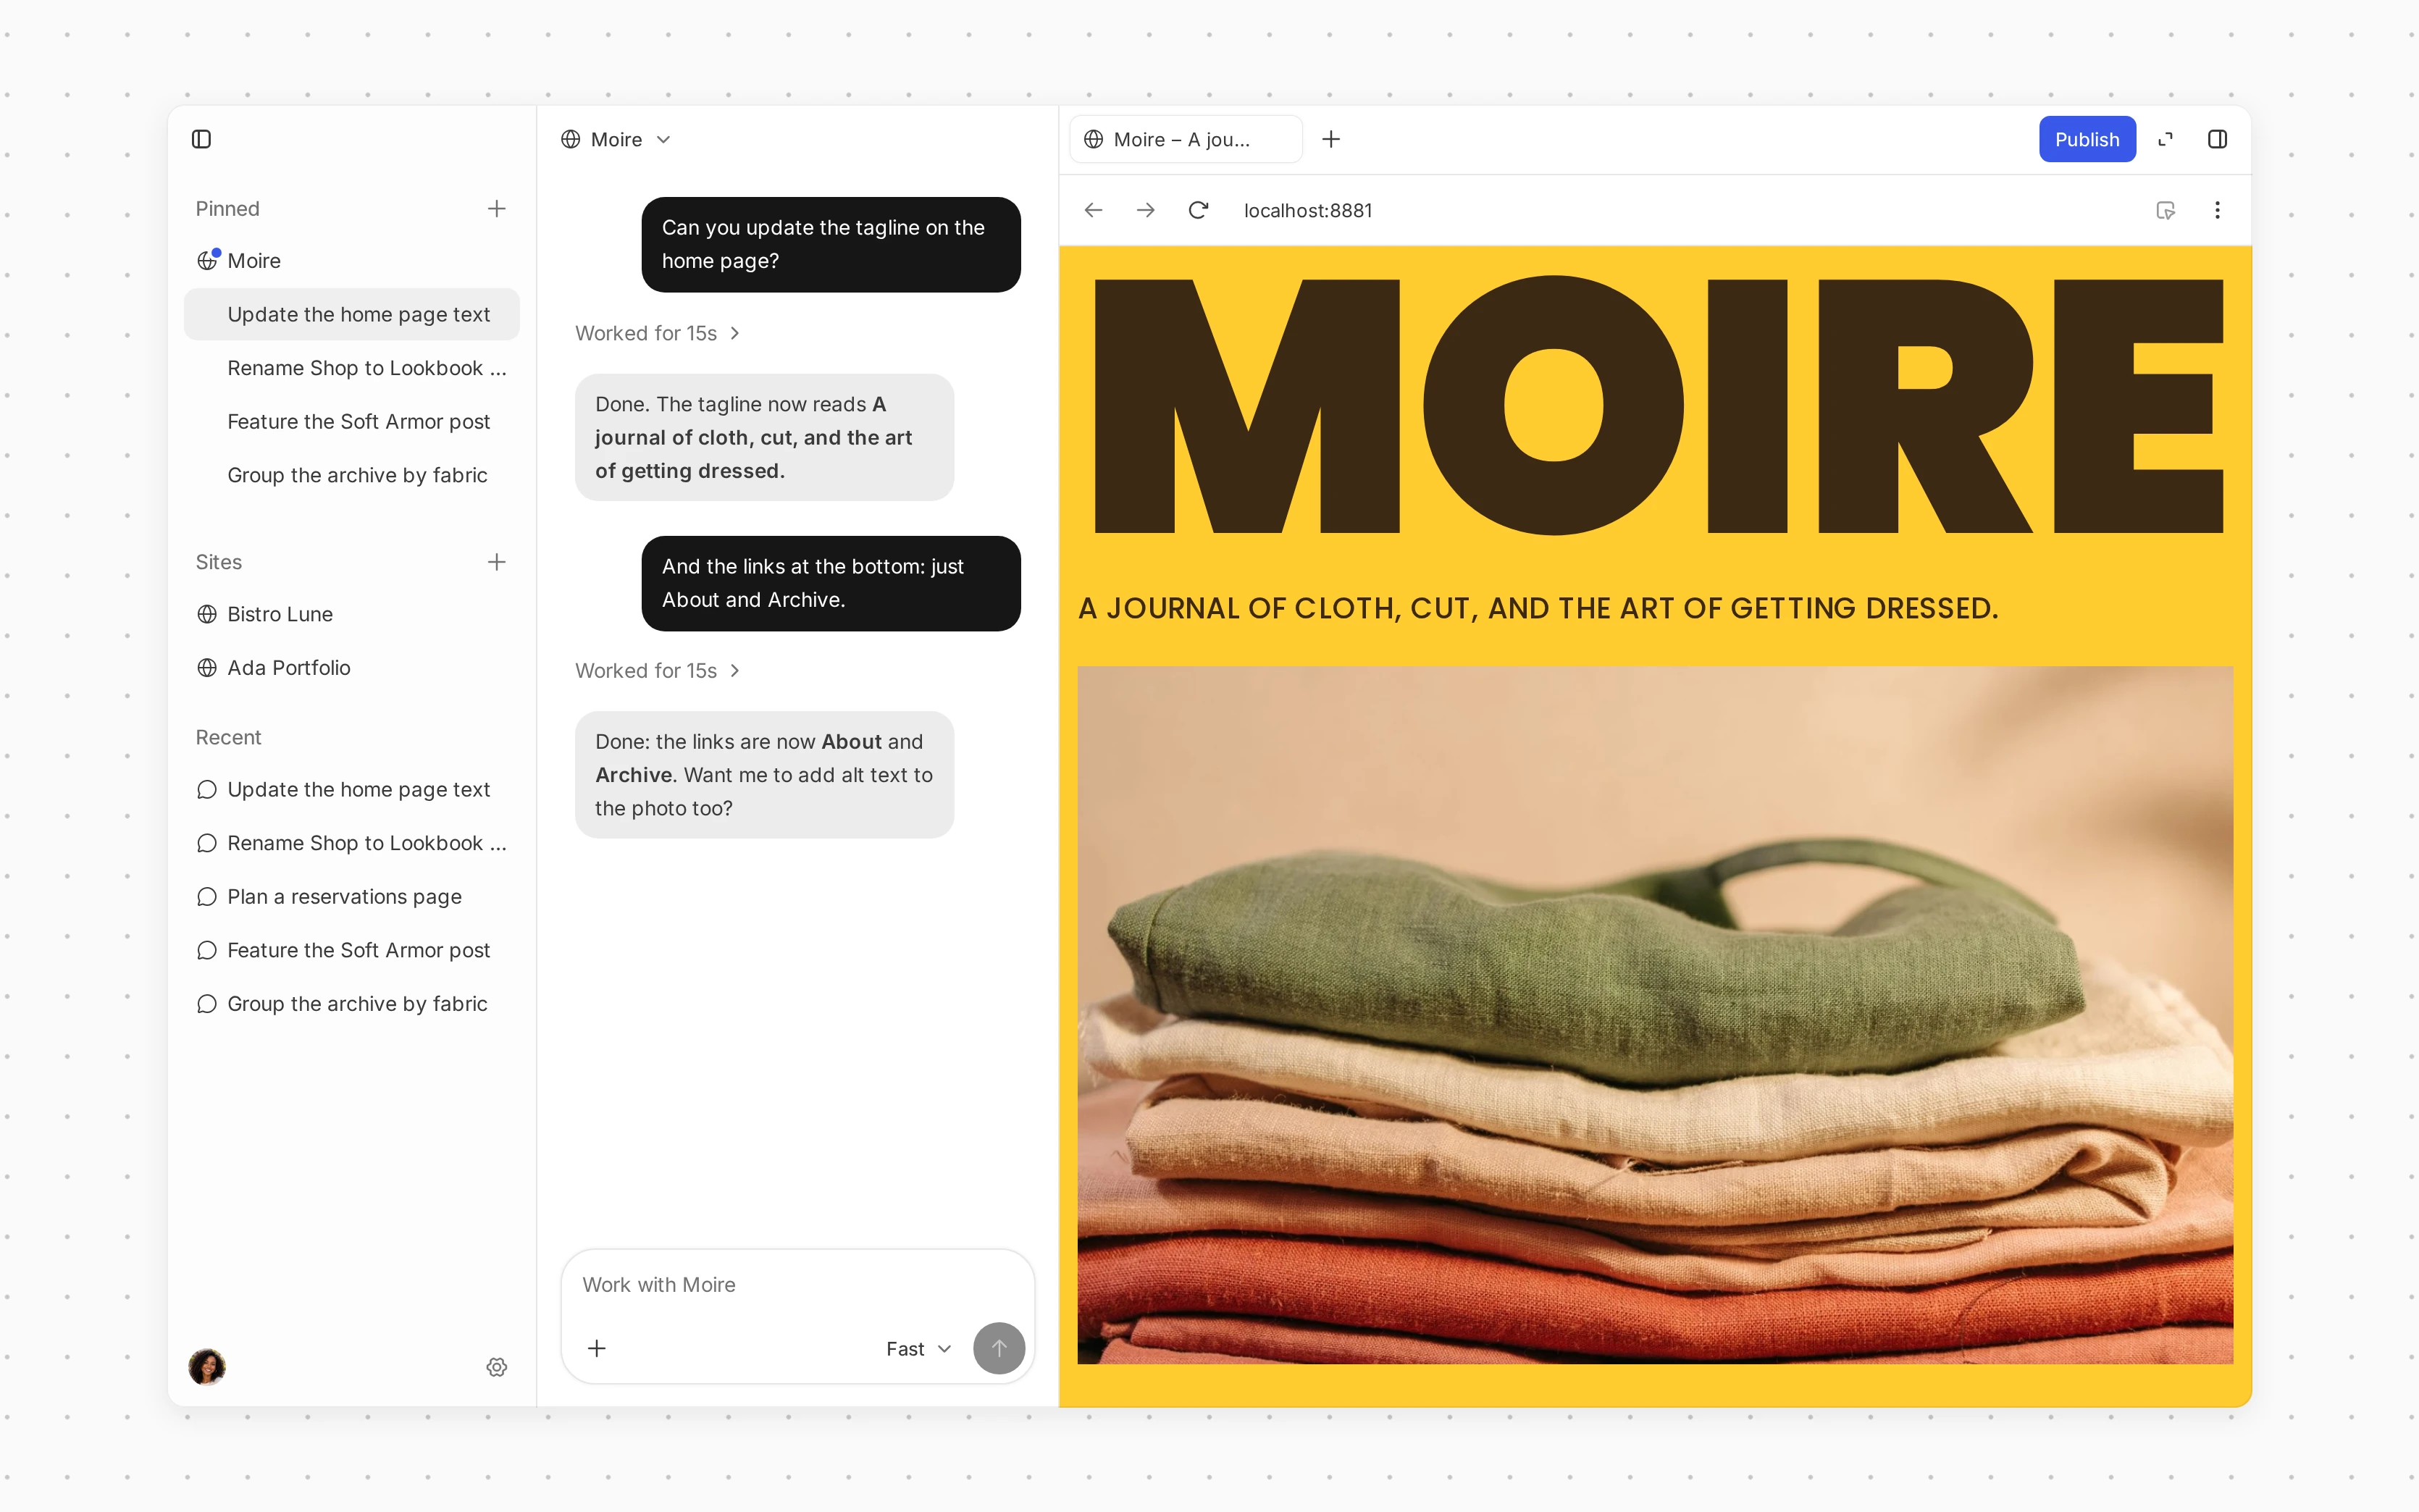 Pinned
Moire
Update the home page text
Rename Shop to Lookbook ...
Feature the Soft Armor post
Group the archive by fabric
Sites
Bistro Lune
Ada Portfolio
Recent
Update the home page text
Rename Shop to Lookbook ...
Plan a reservations page
Feature the Soft Armor post
Group the archive by fabric
Moire
Can you update the tagline on the
home page?
Worked for 15s
Done. The tagline now reads A
journal of cloth, cut, and the art
of getting dressed.
And the links at the bottom: just
About and Archive.
Worked for 15s
Done: the links are now About and
Archive. Want me to add alt text to
the photo too?
Work with Moire
Fast
Moire – A jou...
Publish
localhost:8881
MOIRE
A JOURNAL OF CLOTH, CUT, AND THE ART OF GETTING DRESSED.